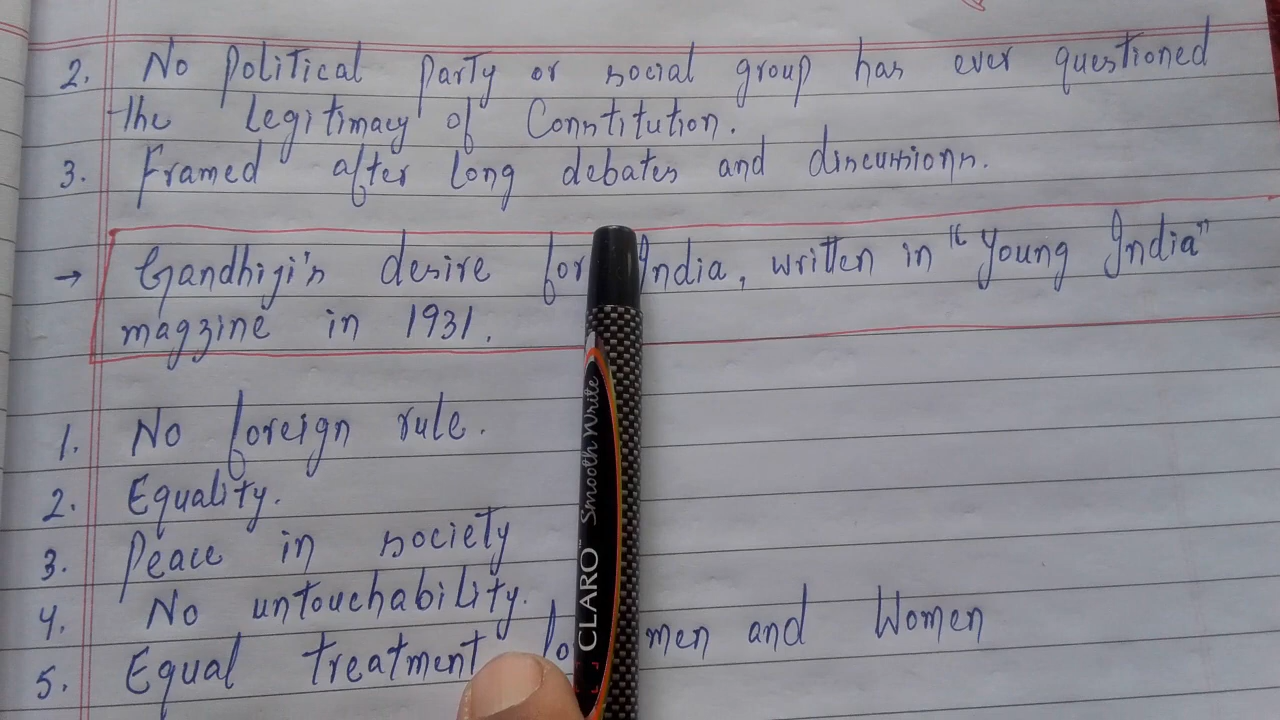 2. No Political Party or social group has ever questioned
the Legitimacy of Constitution.
3. Framed after long debates and discussions.
→ Gandhiji's desire for India, written in "Young India"
magzine in 1931.
1. No foreign rule.
2. Equality.
3. Peace in society
4. No untouchability.
5. Equal treatment fo men and Women
CLARO™ Smooth Write